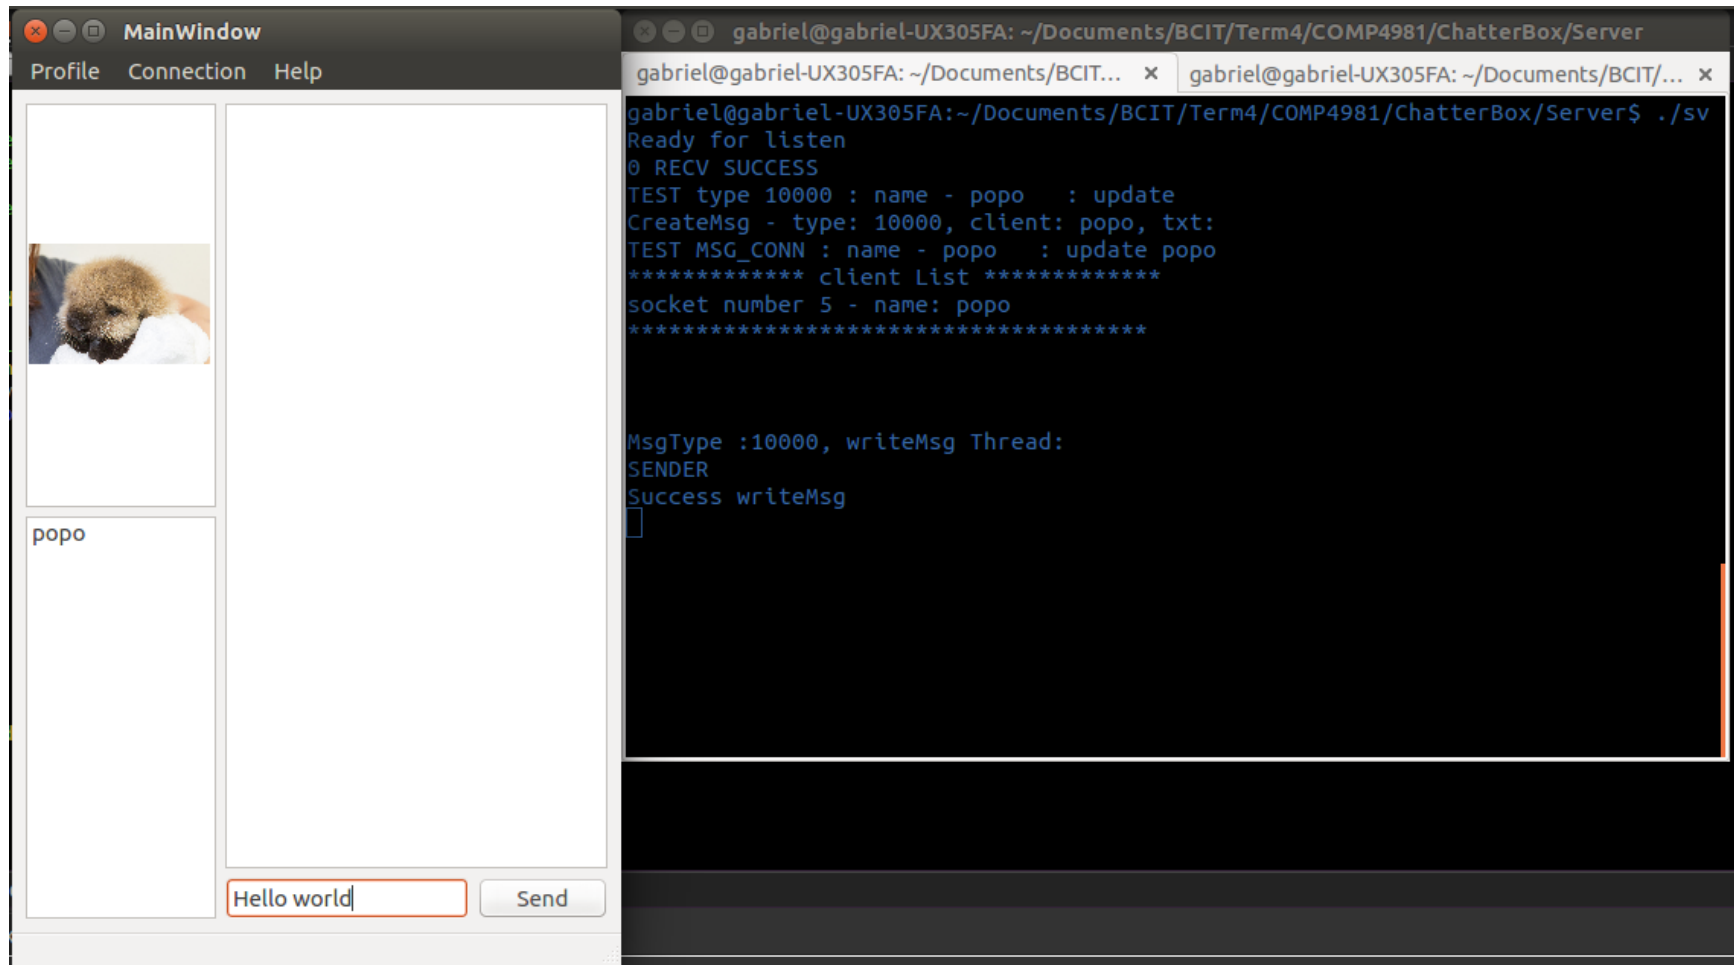 MainWindow
Profile Connection Help
popo
Hello world
Send
gabriel@gabriel-UX305FA: ~/Documents/BCIT/Term4/COMP4981/ChatterBox/Server
gabriel@gabriel-UX305FA: ~/Documents/BCIT... ×
gabriel@gabriel-UX305FA: ~/Documents/BCIT/... ×
gabriel@gabriel-UX305FA:~/Documents/BCIT/Term4/COMP4981/ChatterBox/Server$ ./sv
Ready for listen
0 RECV SUCCESS
TEST type 10000 : name - popo   : update
CreateMsg - type: 10000, client: popo, txt:
TEST MSG_CONN : name - popo   : update popo
************* client List *************
socket number 5 - name: popo
**************************************
MsgType :10000, writeMsg Thread:
SENDER
Success writeMsg